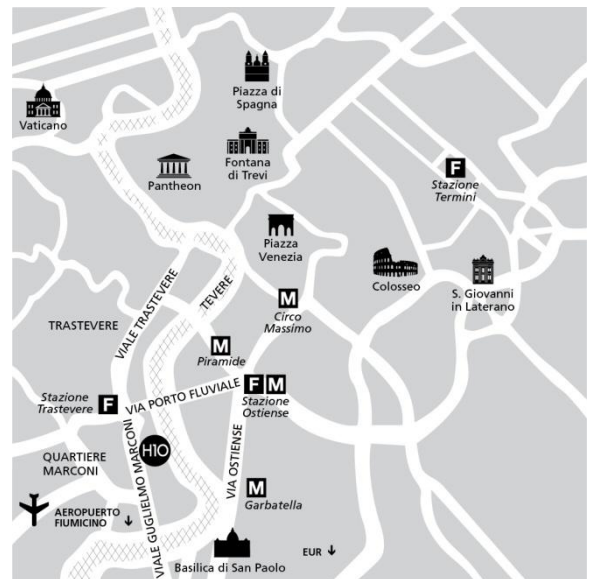 Piazza di
Spagna
Vaticano
Fontana
di Trevi
Pantheon
F
Stazione
Termini
Piazza
Venezia
Colosseo
S. Giovanni
in Laterano
TEVERE
M
Circo
Massimo
TRASTEVERE
VIALE TRASTEVERE
M
Piramide
Stazione
Trastevere
F
VIA PORTO FLUVIALE
F M
Stazione
Ostiense
H10
QUARTIERE
MARCONI
VIALE GUGLIELMO MARCONI
VIA OSTIENSE
M
Garbatella
AEROPUERTO
FIUMICINO ↓
Basilica di San Paolo
EUR ↓